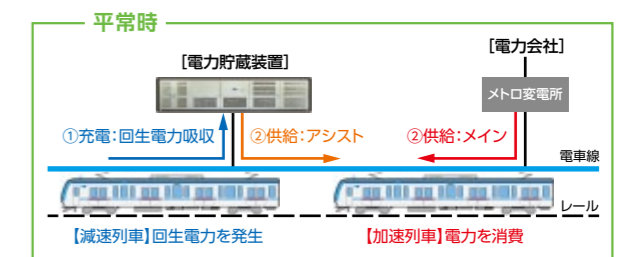 平常時
[電力会社]
[電力貯蔵装置]
メトロ変電所
①充電：回生電力吸収
②供給：アシスト
②供給：メイン
電車線
レール
【減速列車】回生電力を発生
【加速列車】電力を消費